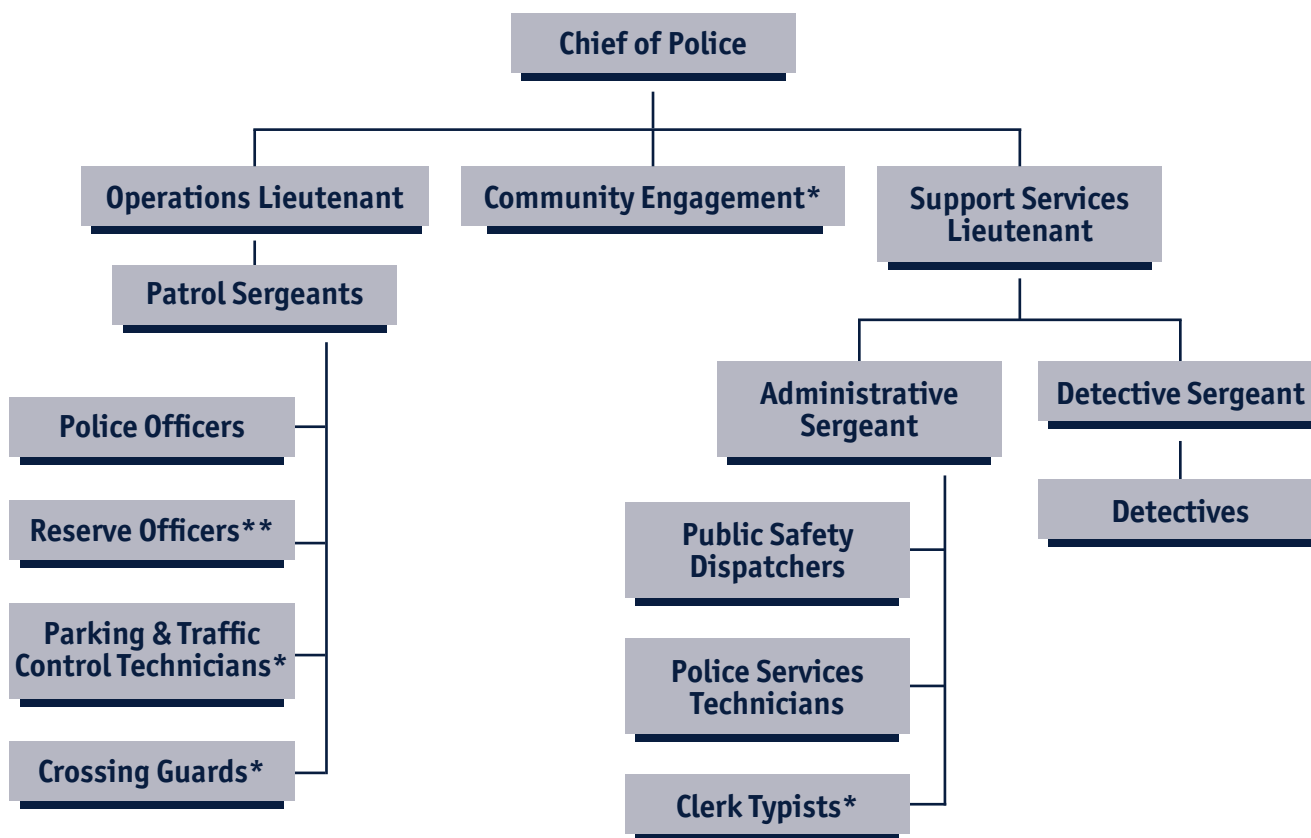 Chief of Police
Operations Lieutenant
Community Engagement*
Support Services
Lieutenant
Patrol Sergeants
Administrative
Sergeant
Detective Sergeant
Police Officers
Reserve Officers**
Parking & Traffic
Control Technicians*
Crossing Guards*
Public Safety
Dispatchers
Police Services
Technicians
Clerk Typists*
Detectives